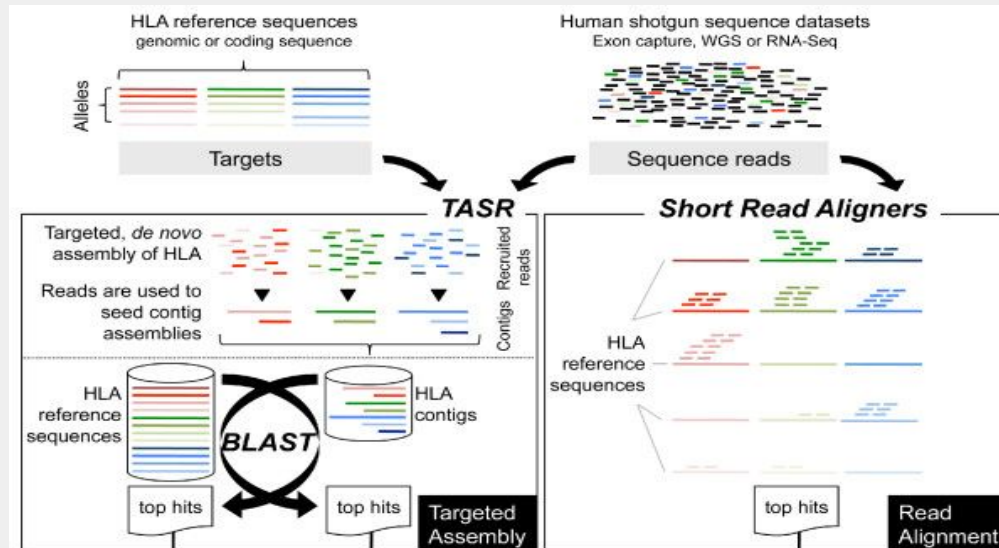 HLA reference sequences
genomic or coding sequence
Human shotgun sequence datasets
Exon capture, WGS or RNA-Seq
Alleles
Targets
Sequence reads
TASR
Targeted, de novo
assembly of HLA
Recruited
reads
Reads are used to
seed contig
assemblies
Contigs
HLA
reference
sequences
BLAST
HLA
contigs
top hits
top hits
Targeted
Assembly
Short Read Aligners
HLA
reference
sequences
top hits
Read
Alignment